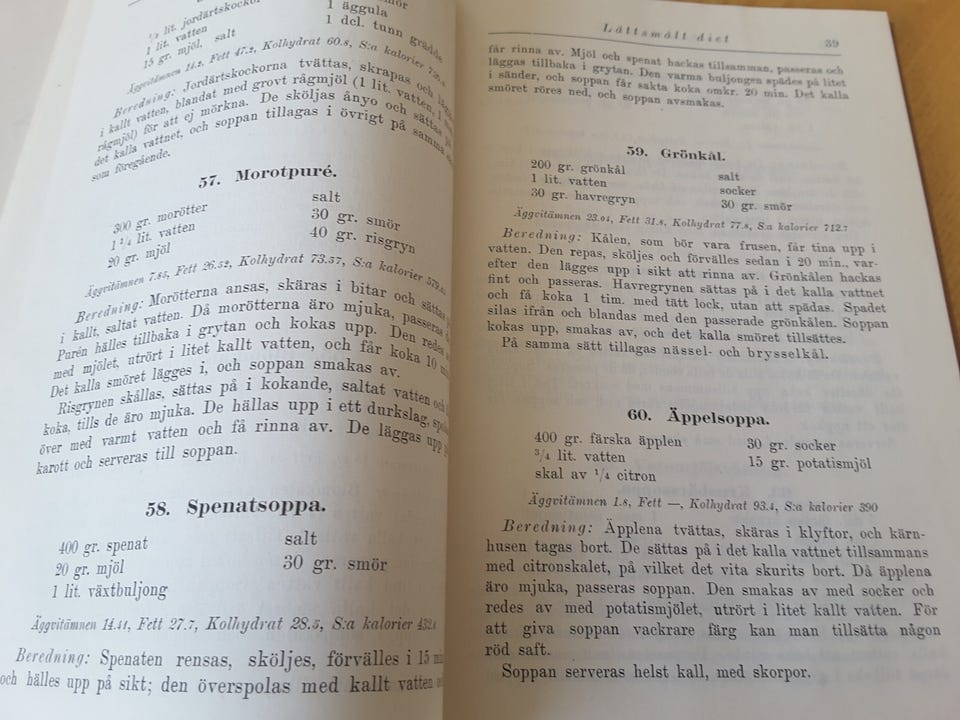 1 äggula
1 dcl. tunn grädde
1/2 lit. jordärtskockor
1 lit. vatten
15 gr. mjöl, salt
Äggvitämnen 14.2, Fett 47.2, Kolhydrat 60.8, S:a kalorier
Beredning: Jordärtskockorna tvättas, skrapas och
i kallt vatten, blandat med grovt rågmjöl (1 lit. vatten,
rågmjöl) för att ej mörkna. De sköljas ånyo och sättas
det kalla vattnet, och soppan tillagas i övrigt på samma
som föregående.
57. Morotpuré.
300 gr. morötter
1 1/4 lit. vatten
20 gr. mjöl
salt
30 gr. smör
40 gr. risgryn
Äggvitämnen 7.85, Fett 26.52, Kolhydrat 73.57, S:a kalorier
Beredning: Morötterna ansas, skäras i bitar och sättas
i kallt, saltat vatten. Då morötterna äro mjuka, passeras
Purén hälles tillbaka i grytan och kokas upp. Den redes
med mjölet, utrört i litet kallt vatten, och får koka 10
Det kalla smöret lägges i, och soppan smakas av.
Risgrynen skållas, sättas på i kokande, saltat vatten och
koka, tills de äro mjuka. De hällas upp i ett durkslag,
över med varmt vatten och få rinna av. De läggas upp
karott och serveras till soppan.
58. Spenatsoppa.
400 gr. spenat
20 gr. mjöl
1 lit. växtbuljong
salt
30 gr. smör
Äggvitämnen 14.41, Fett 27.7, Kolhydrat 28.5, S:a kalorier
Beredning: Spenaten rensas, sköljes, förvälles i 15
och hälles upp på sikt; den överspolas med kallt vatten
Lättsmält diet 39
får rinna av. Mjöl och spenat hackas tillsamman, passeras och
läggas tillbaka i grytan. Den varma buljongen spädes på litet
i sänder, och soppan får sakta koka omkr. 20 min. Det kalla
smöret röres ned, och soppan avsmakas.
59. Grönkål.
200 gr. grönkål
1 lit. vatten
30 gr. havregryn
salt
socker
30 gr. smör
Äggvitämnen 23.04, Fett 31.8, Kolhydrat 77.8, S:a kalorier 712.7
Beredning: Kålen, som bör vara frusen, får tina upp i
vatten. Den repas, sköljes och förvälles sedan i 20 min., var-
efter den lägges upp i sikt att rinna av. Grönkålen hackas
fint och passeras. Havregrynen sättas på i det kalla vattnet
och få koka 1 tim. med tätt lock, utan att spädas. Spadet
silas ifrån och blandas med den passerade grönkålen. Soppan
kokas upp, smakas av, och det kalla smöret tillsättes.
På samma sätt tillagas nässel- och brysselkål.
60. Äppelsoppa.
400 gr. färska äpplen
3/4 lit. vatten
skal av 1/4 citron
30 gr. socker
15 gr. potatismjöl
Äggvitämnen 1.8, Fett —, Kolhydrat 93.4, S:a kalorier 390
Beredning: Äpplena tvättas, skäras i klyftor, och kärn-
husen tagas bort. De sättas på i det kalla vattnet tillsammans
med citronskalet, på vilket det vita skurits bort. Då äpplena
äro mjuka, passeras soppan. Den smakas av med socker och
redes av med potatismjölet, utrört i litet kallt vatten. För
att giva soppan vackrare färg kan man tillsätta någon
röd saft.
Soppan serveras helst kall, med skorpor.